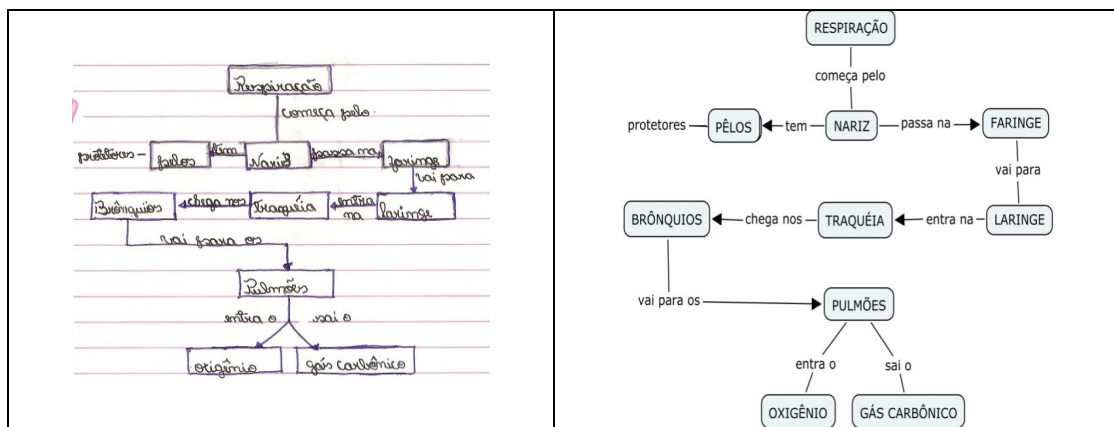 Respiração
começa pelo.
protetores - pelos tem Nariz passa na faringe
vai para
Brônquios chega nos traquéia entra na laringe
vai para os
Pulmões
entra o sai o
origênio gás carbônico
RESPIRAÇÃO
começa pelo
protetores PÊLOS tem NARIZ passa na FARINGE
vai para
BRÔNQUIOS chega nos TRAQUÉIA entra na LARINGE
vai para os PULMÕES
entra o sai o
OXIGÊNIO GÁS CARBÔNICO